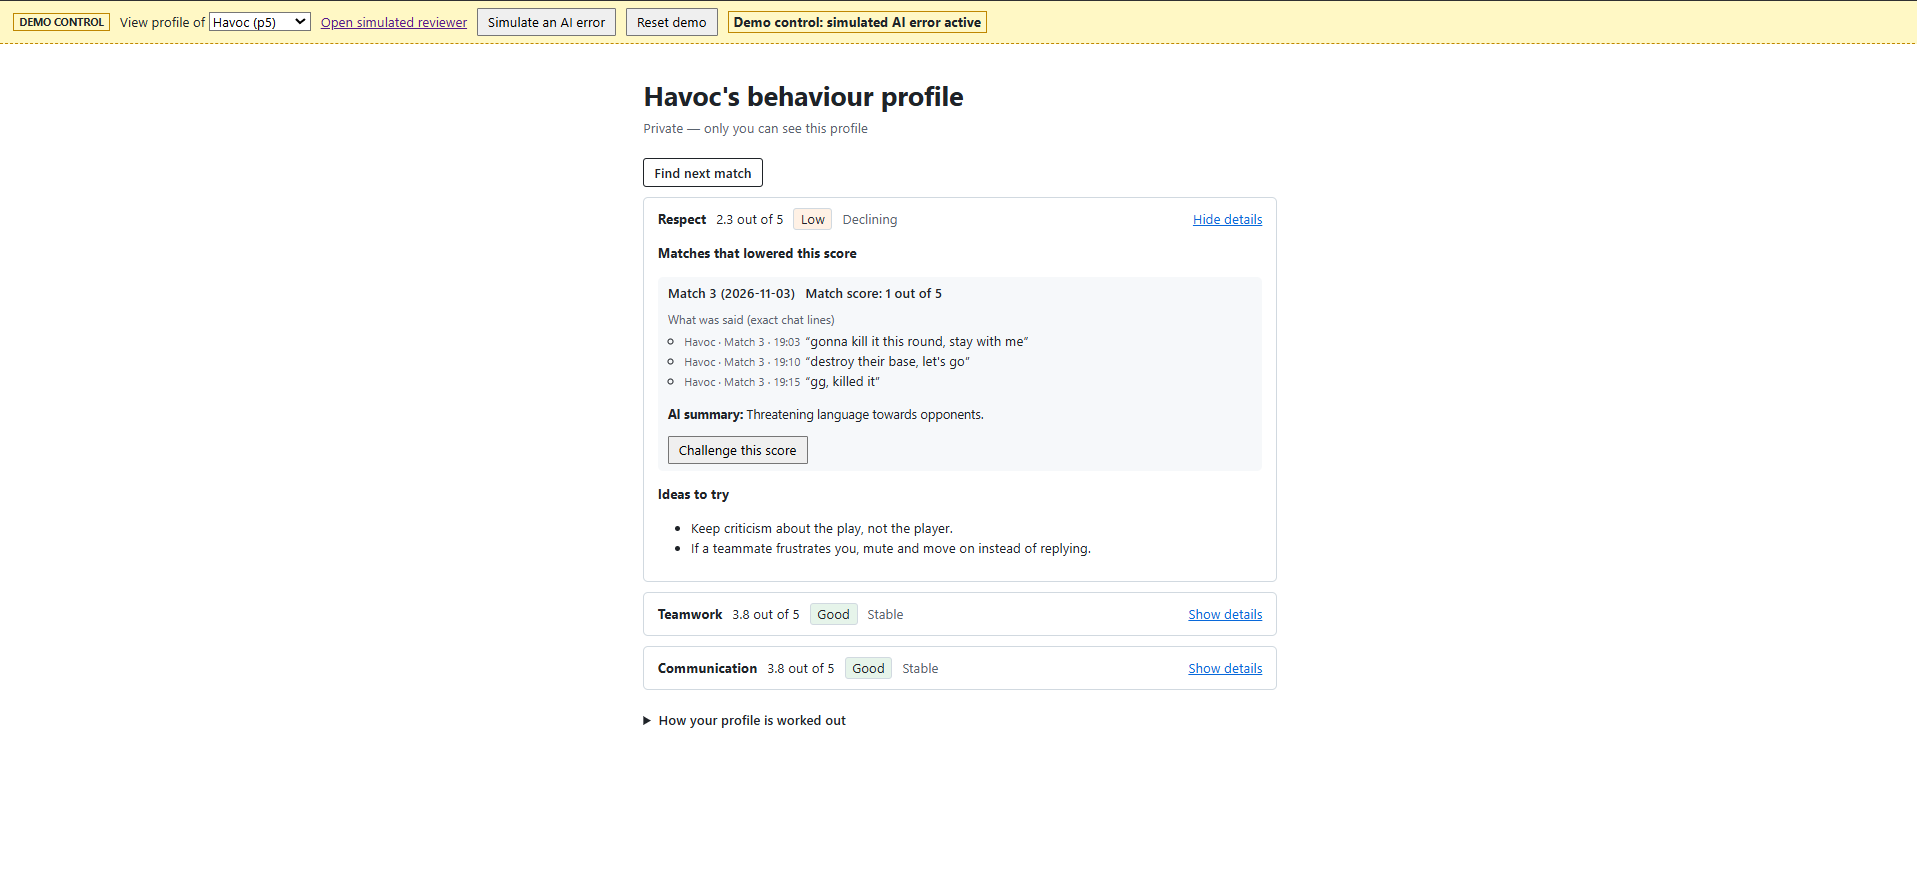 DEMO CONTROL View profile of Havoc (p5) Open simulated reviewer Simulate an AI error Reset demo Demo control: simulated AI error active
Havoc's behaviour profile
Private — only you can see this profile
Find next match
Respect 2.3 out of 5 Low Declining Hide details
Matches that lowered this score
Match 3 (2026-11-03) Match score: 1 out of 5
What was said (exact chat lines)
Havoc · Match 3 · 19:03 “gonna kill it this round, stay with me”
Havoc · Match 3 · 19:10 “destroy their base, let's go”
Havoc · Match 3 · 19:15 “gg, killed it”
AI summary: Threatening language towards opponents.
Challenge this score
Ideas to try
Keep criticism about the play, not the player.
If a teammate frustrates you, mute and move on instead of replying.
Teamwork 3.8 out of 5 Good Stable Show details
Communication 3.8 out of 5 Good Stable Show details
How your profile is worked out